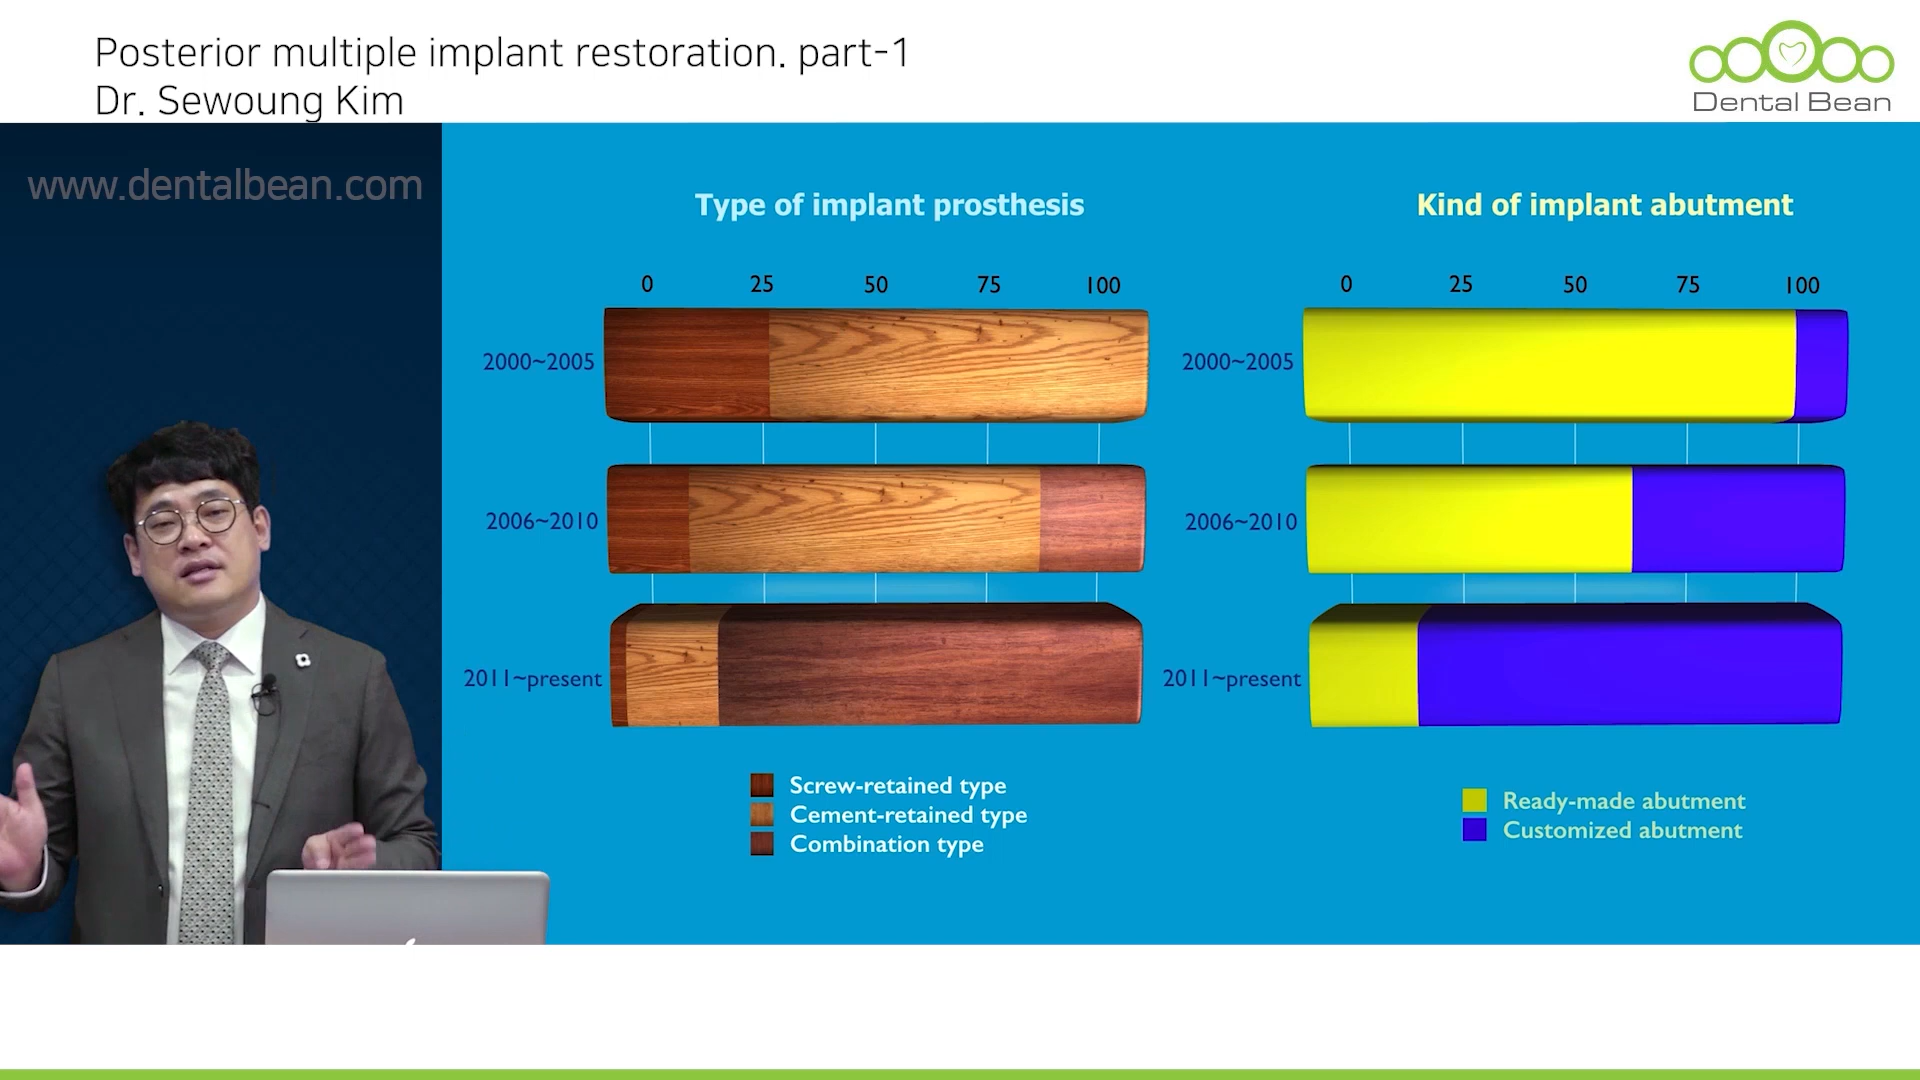 Posterior multiple implant restoration. part-1
Dr. Sewoung Kim
Dental Bean
www.dentalbean.com
Type of implant prosthesis
0 25 50 75 100
2000~2005
2006~2010
2011~present
Screw-retained type
Cement-retained type
Combination type
Kind of implant abutment
0 25 50 75 100
2000~2005
2006~2010
2011~present
Ready-made abutment
Customized abutment